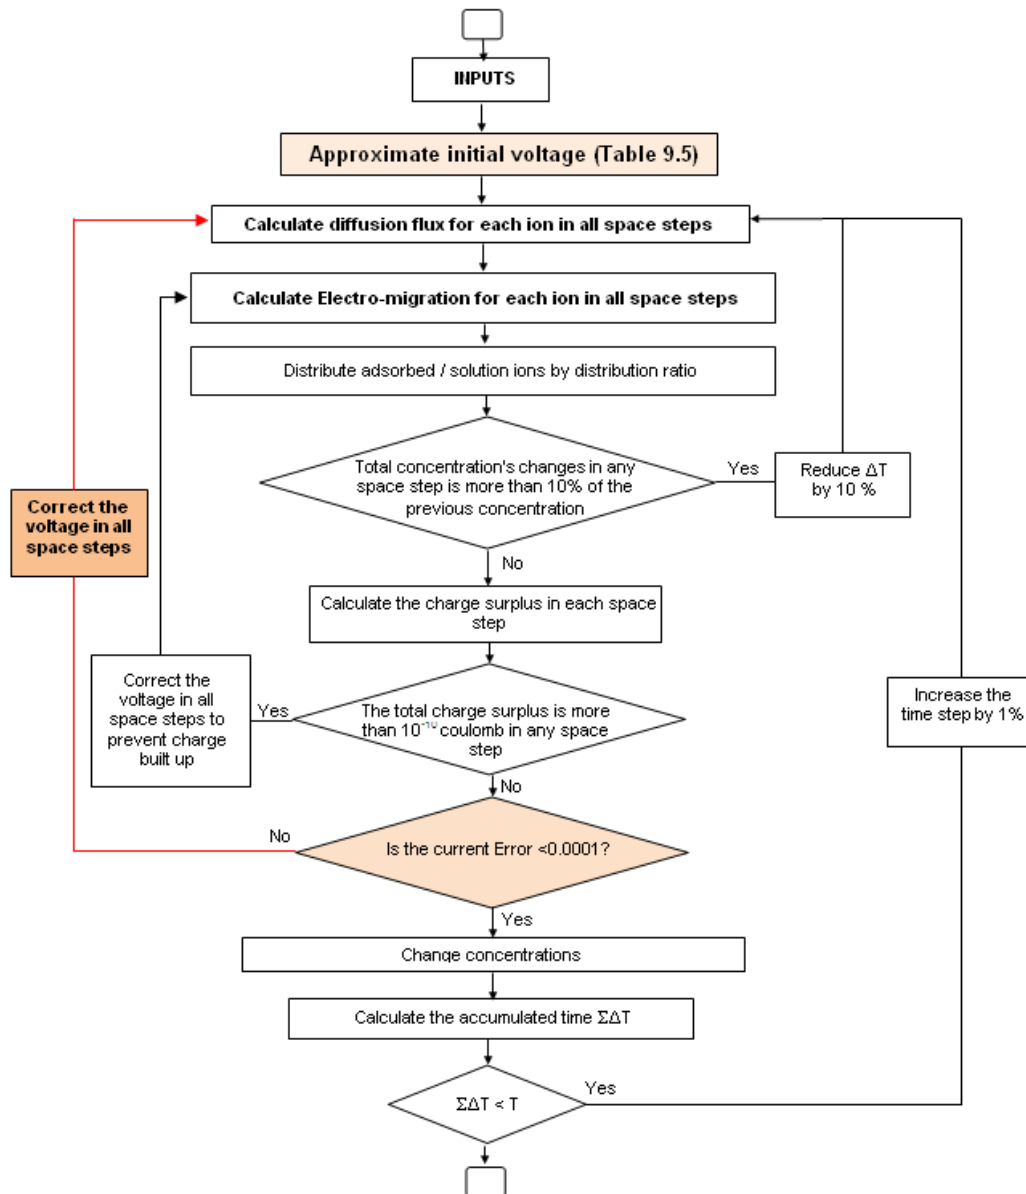 INPUTS
Approximate initial voltage (Table 9.5)
Calculate diffusion flux for each ion in all space steps
Calculate Electro-migration for each ion in all space steps
Distribute adsorbed / solution ions by distribution ratio
Total concentration's changes in any
space step is more than 10% of the
previous concentration
Yes
Reduce ΔT
by 10 %
Correct the
voltage in all
space steps
No
Calculate the charge surplus in each space
step
Correct the
voltage in all
space steps to
prevent charge
built up
Yes
The total charge surplus is more
than 10⁻¹⁰ coulomb in any space
step
Increase the
time step by 1%
No
No
Is the current Error <0.0001?
Yes
Change concentrations
Calculate the accumulated time ΣΔT
Yes
ΣΔT < T